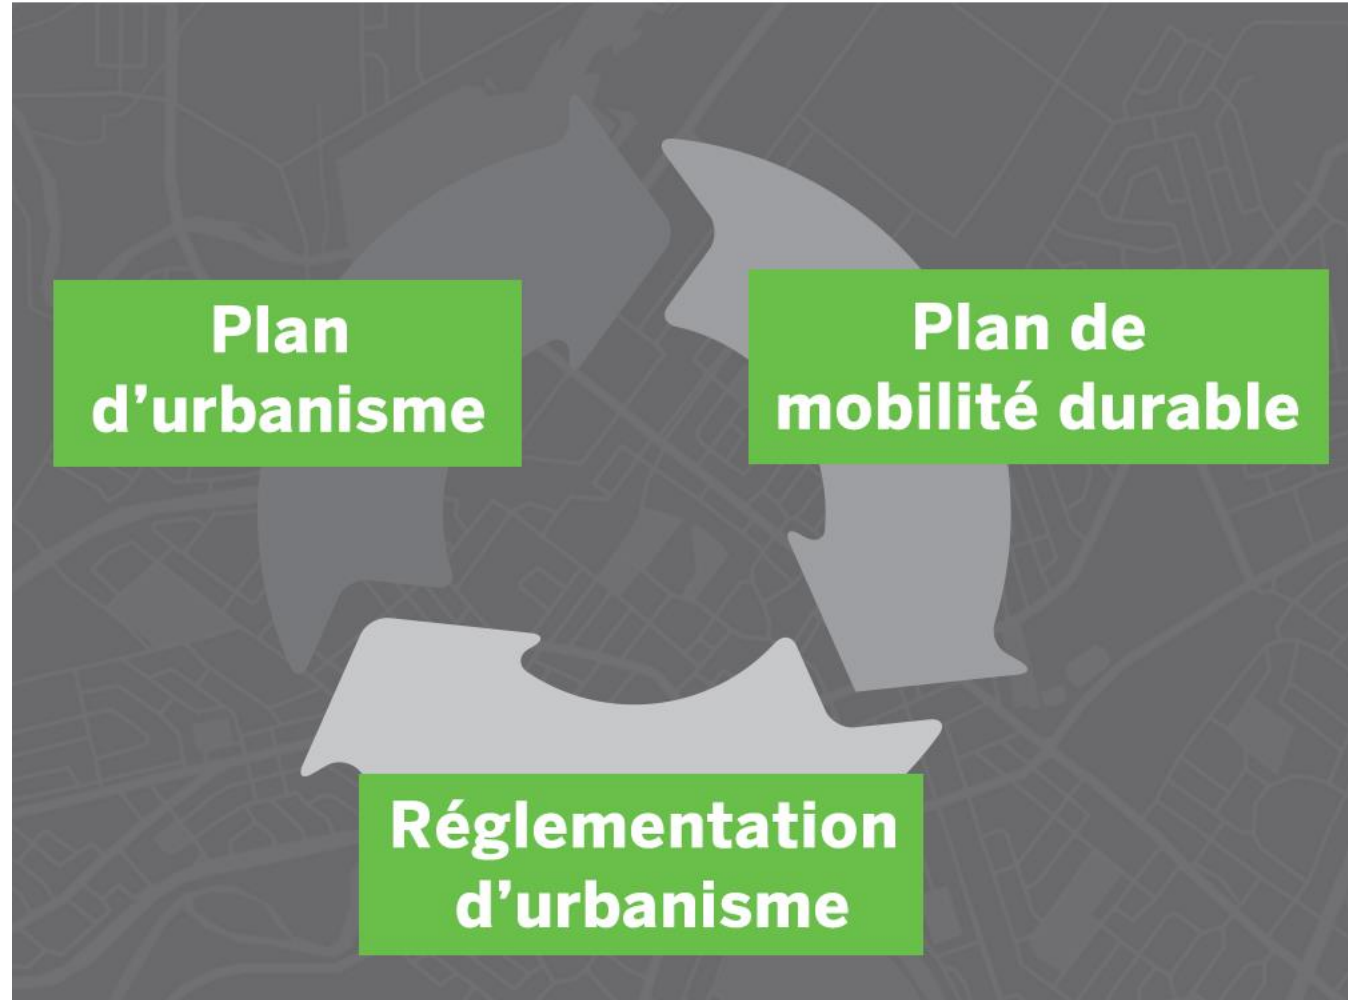 Plan
d’urbanisme
Plan de
mobilité durable
Réglementation
d’urbanisme